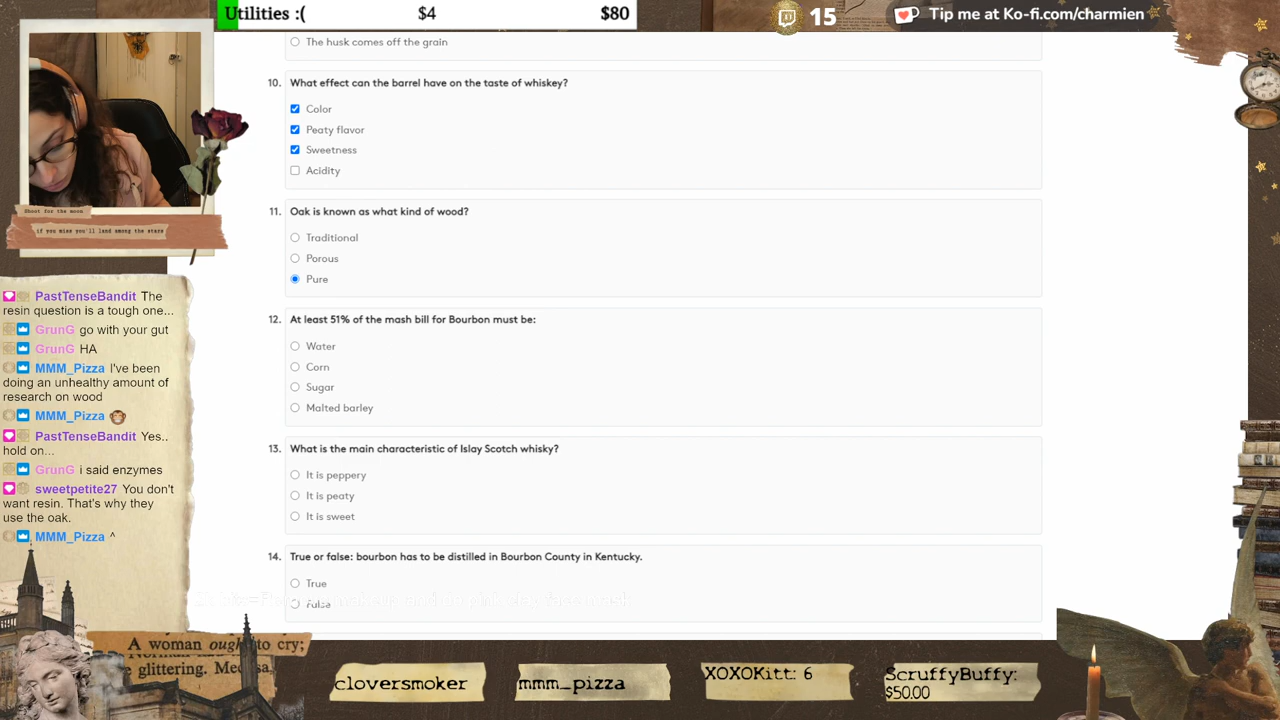 Utilities :( $4 $80
15
Tip me at Ko-fi.com/charmien
The husk comes off the grain
10. What effect can the barrel have on the taste of whiskey?
Color
Peaty flavor
Sweetness
Acidity
11. Oak is known as what kind of wood?
Traditional
Porous
Pure
12. At least 51% of the mash bill for Bourbon must be:
Water
Corn
Sugar
Malted barley
13. What is the main characteristic of Islay Scotch whisky?
It is peppery
It is peaty
It is sweet
14. True or false: bourbon has to be distilled in Bourbon County in Kentucky.
True
False
Shoot for the moon
if you miss you'll land among the stars
PastTenseBandit The
resin question is a tough one...
GrunG go with your gut
GrunG HA
MMM_Pizza I've been
doing an unhealthy amount of
research on wood
MMM_Pizza
PastTenseBandit Yes..
hold on...
GrunG i said enzymes
sweetpetite27 You don't
want resin. That's why they
use the oak.
MMM_Pizza ^
A woman ought to cry;
glittering.
cloversmoker
mmm_pizza
XOXOKitt: 6
ScruffyBuffy:
$50.00